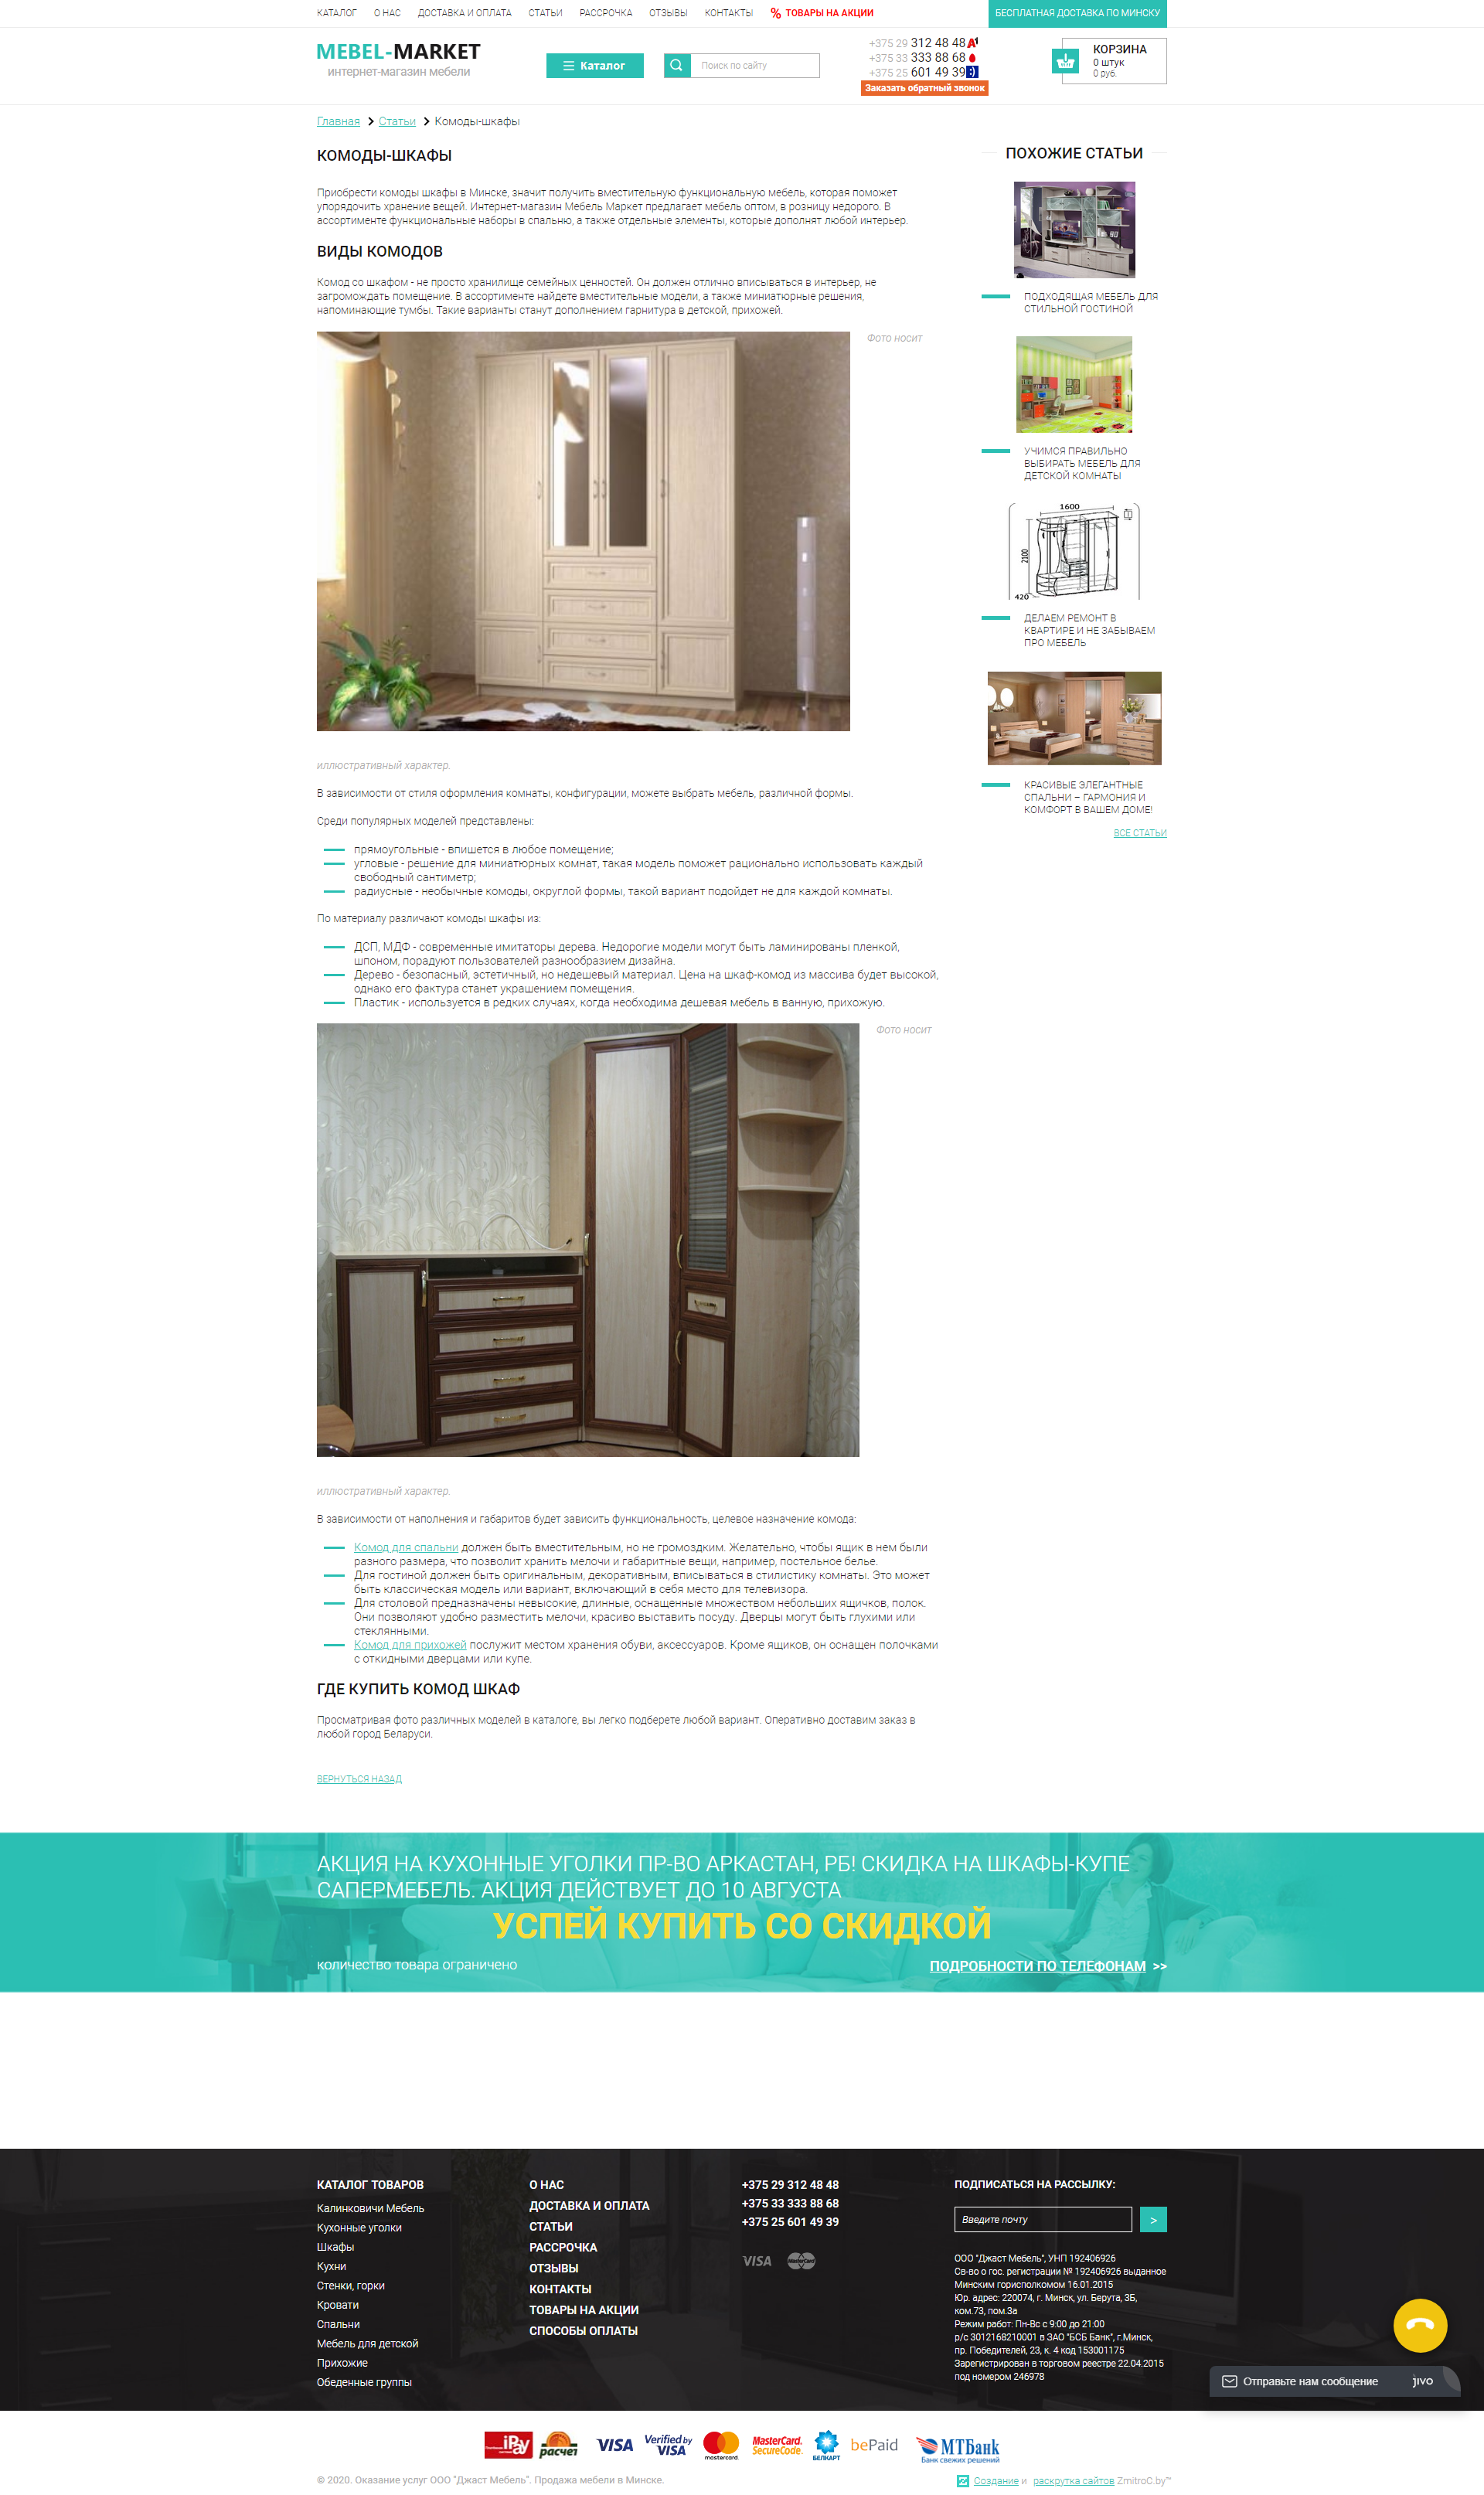 КАТАЛОГ О НАС ДОСТАВКА И ОПЛАТА СТАТЬИ РАССРОЧКА ОТЗЫВЫ КОНТАКТЫ ТОВАРЫ НА АКЦИИ БЕСПЛАТНАЯ ДОСТАВКА ПО МИНСКУ
MEBEL-MARKET
интернет-магазин мебели
Каталог
Поиск по сайту
+375 29 312 48 48
+375 33 333 88 68
+375 25 601 49 39
Заказать обратный звонок
КОРЗИНА
0 штук
0 руб.
Главная Статьи Комоды-шкафы
КОМОДЫ-ШКАФЫ
Приобрести комоды шкафы в Минске, значит получить вместительную функциональную мебель, которая поможет
упорядочить хранение вещей. Интернет-магазин Мебель Маркет предлагает мебель оптом, в розницу недорого. В
ассортименте функциональные наборы в спальню, а также отдельные элементы, которые дополнят любой интерьер.
ВИДЫ КОМОДОВ
Комод со шкафом - не просто хранилище семейных ценностей. Он должен отлично вписываться в интерьер, не
загромождать помещение. В ассортименте найдете вместительные модели, а также миниатюрные решения,
напоминающие тумбы. Такие варианты станут дополнением гарнитура в детской, прихожей.
Фото носит
иллюстративный характер.
В зависимости от стиля оформления комнаты, конфигурации, можете выбрать мебель, различной формы.
Среди популярных моделей представлены:
прямоугольные - впишется в любое помещение;
угловые - решение для миниатюрных комнат, такая модель поможет рационально использовать каждый
свободный сантиметр;
радиусные - необычные комоды, округлой формы, такой вариант подойдет не для каждой комнаты.
По материалу различают комоды шкафы из:
ДСП, МДФ - современные имитаторы дерева. Недорогие модели могут быть ламинированы пленкой,
шпоном, порадуют пользователей разнообразием дизайна.
Дерево - безопасный, эстетичный, но недешевый материал. Цена на шкаф-комод из массива будет высокой,
однако его фактура станет украшением помещения.
Пластик - используется в редких случаях, когда необходима дешевая мебель в ванную, прихожую.
Фото носит
иллюстративный характер.
В зависимости от наполнения и габаритов будет зависить функциональность, целевое назначение комода:
Комод для спальни должен быть вместительным, но не громоздким. Желательно, чтобы ящик в нем были
разного размера, что позволит хранить мелочи и габаритные вещи, например, постельное белье.
Для гостиной должен быть оригинальным, декоративным, вписываться в стилистику комнаты. Это может
быть классическая модель или вариант, включающий в себя место для телевизора.
Для столовой предназначены невысокие, длинные, оснащенные множеством небольших ящичков, полок.
Они позволяют удобно разместить мелочи, красиво выставить посуду. Дверцы могут быть глухими или
стеклянными.
Комод для прихожей послужит местом хранения обуви, аксессуаров. Кроме ящиков, он оснащен полочками
с откидными дверцами или купе.
ГДЕ КУПИТЬ КОМОД ШКАФ
Просматривая фото различных моделей в каталоге, вы легко подберете любой вариант. Оперативно доставим заказ в
любой город Беларуси.
ВЕРНУТЬСЯ НАЗАД
ПОХОЖИЕ СТАТЬИ
ПОДХОДЯЩАЯ МЕБЕЛЬ ДЛЯ
СТИЛЬНОЙ ГОСТИНОЙ
УЧИМСЯ ПРАВИЛЬНО
ВЫБИРАТЬ МЕБЕЛЬ ДЛЯ
ДЕТСКОЙ КОМНАТЫ
1600
2100
420
ДЕЛАЕМ РЕМОНТ В
КВАРТИРЕ И НЕ ЗАБЫВАЕМ
ПРО МЕБЕЛЬ
КРАСИВЫЕ ЭЛЕГАНТНЫЕ
СПАЛЬНИ – ГАРМОНИЯ И
КОМФОРТ В ВАШЕМ ДОМЕ!
ВСЕ СТАТЬИ
АКЦИЯ НА КУХОННЫЕ УГОЛКИ ПР-ВО АРКАСТАН, РБ! СКИДКА НА ШКАФЫ-КУПЕ
САПЕРМЕБЕЛЬ. АКЦИЯ ДЕЙСТВУЕТ ДО 10 АВГУСТА
УСПЕЙ КУПИТЬ СО СКИДКОЙ
количество товара ограничено
ПОДРОБНОСТИ ПО ТЕЛЕФОНАМ >>
КАТАЛОГ ТОВАРОВ
Калинковичи Мебель
Кухонные уголки
Шкафы
Кухни
Стенки, горки
Кровати
Спальни
Мебель для детской
Прихожие
Обеденные группы
О НАС
ДОСТАВКА И ОПЛАТА
СТАТЬИ
РАССРОЧКА
ОТЗЫВЫ
КОНТАКТЫ
ТОВАРЫ НА АКЦИИ
СПОСОБЫ ОПЛАТЫ
+375 29 312 48 48
+375 33 333 88 68
+375 25 601 49 39
VISA MasterCard
ПОДПИСАТЬСЯ НА РАССЫЛКУ:
Введите почту >
ООО "Джаст Мебель", УНП 192406926
Св-во о гос. регистрации № 192406926 выданное
Минским горисполкомом 16.01.2015
Юр. адрес: 220074, г. Минск, ул. Берута, 3Б,
ком.73, пом.3а
Режим работ: Пн-Вс с 9:00 до 21:00
р/с 3012168210001 в ЗАО "БСБ Банк", г.Минск,
пр. Победителей, 23, к. 4 код 153001175
Зарегистрирован в торговом реестре 22.04.2015
под номером 246978
Отправьте нам сообщение jivo
iPay расчет VISA Verified by VISA mastercard MasterCard. SecureCode. БЕЛКАРТ bePaid МТБанк
Банк свежих решений
© 2020. Оказание услуг ООО "Джаст Мебель". Продажа мебели в Минске.
Создание и раскрутка сайтов ZmitroC.by™